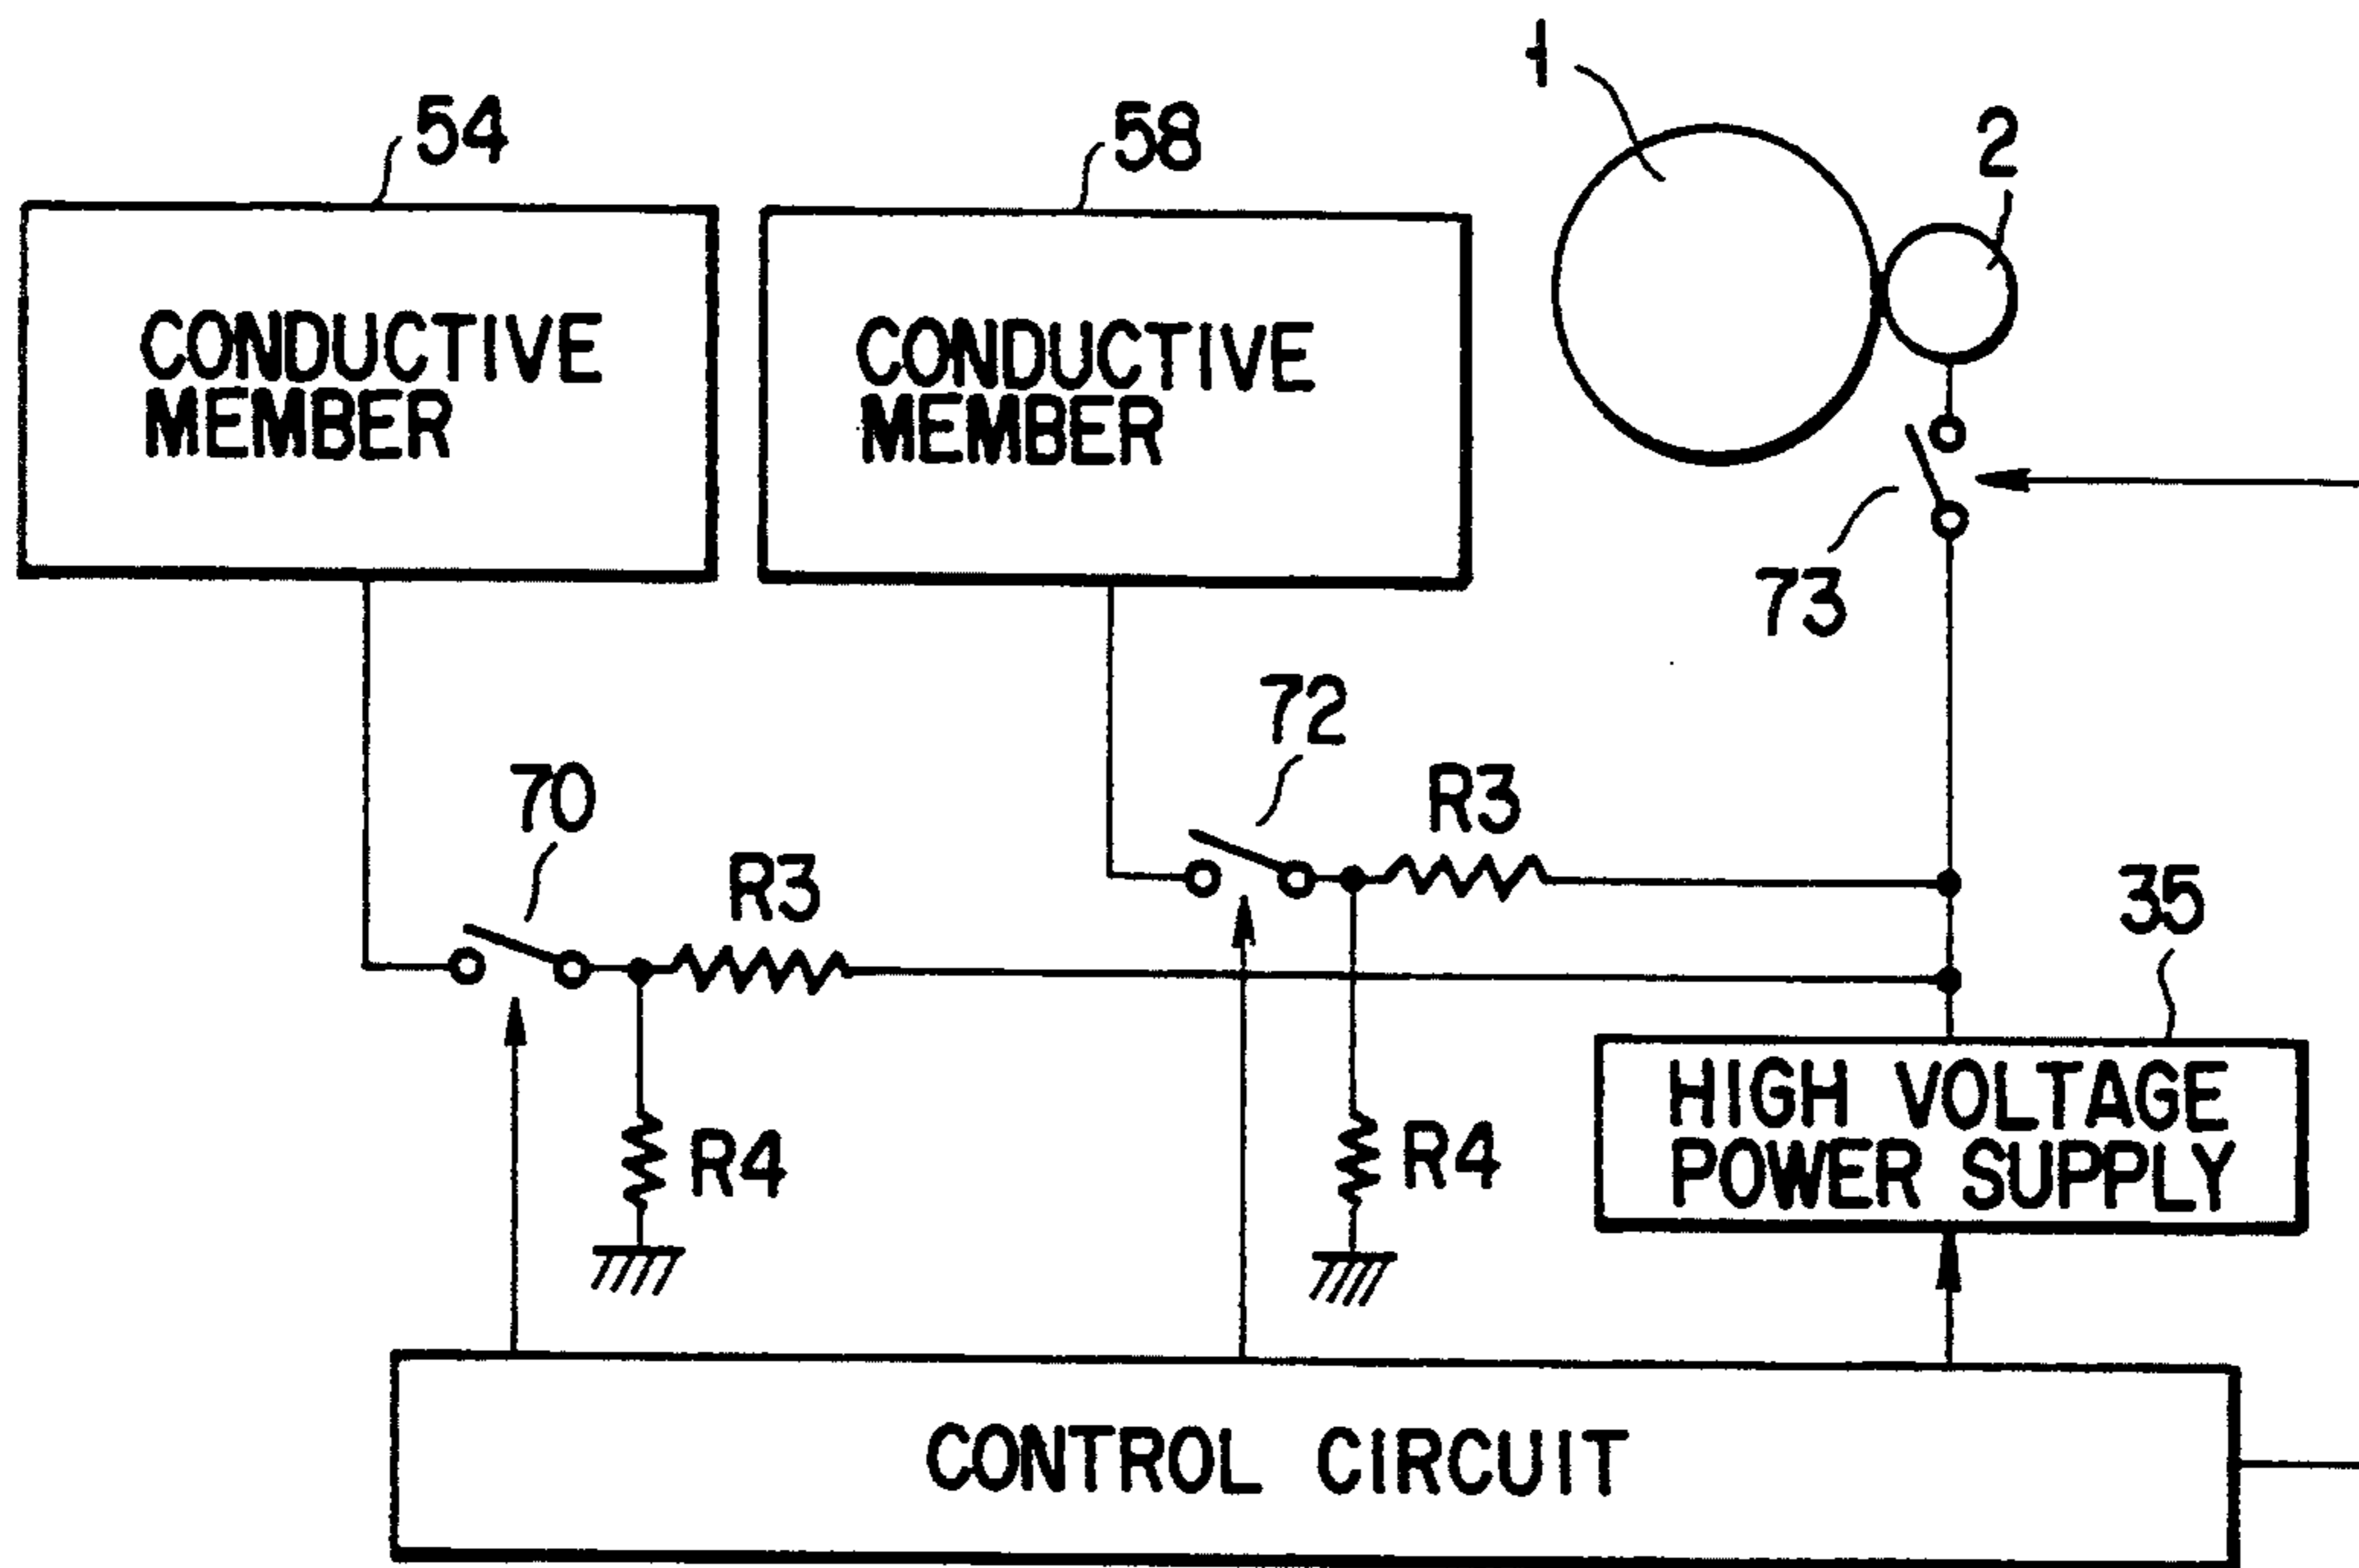 1
54
58
2
CONDUCTIVE
MEMBER
CONDUCTIVE
MEMBER
73
72
70
R3
R3
35
R4
R4
HIGH VOLTAGE
POWER SUPPLY
CONTROL CIRCUIT